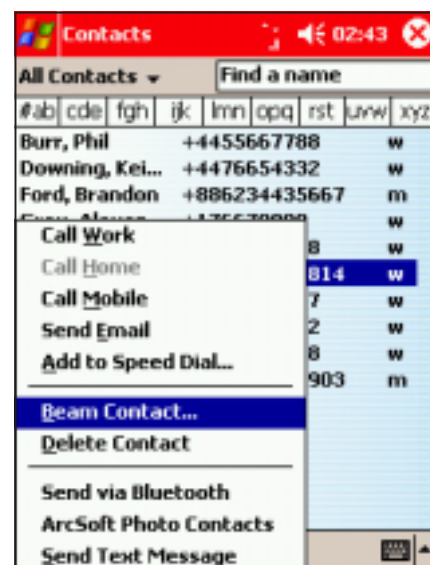 Contacts 02:43
All Contacts Find a name
#ab cde fgh ijk lmn opq rst uvw xyz
Burr, Phil +4455667788 w
Downing, Kei... +4476654332 w
Ford, Brandon +886234435667 m
w
Call Work 8 w
Call Home 814 w
Call Mobile 7 w
Send Email 2 w
Add to Speed Dial... 8 w
903 m
Beam Contact...
Delete Contact
Send via Bluetooth
ArcSoft Photo Contacts
Send Text Message